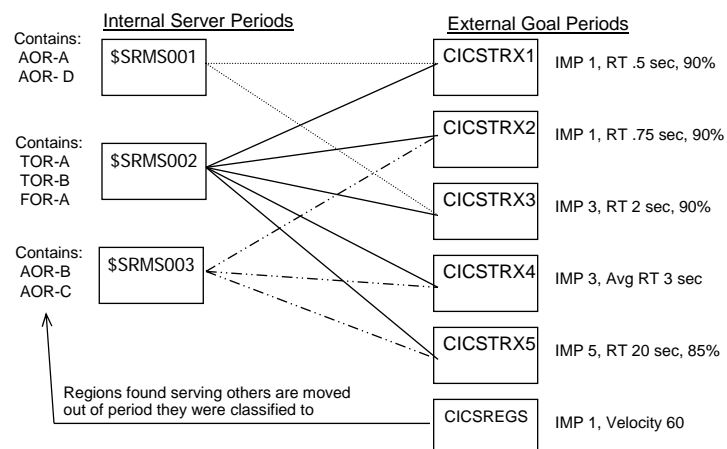 Internal Server Periods
External Goal Periods
Contains:
AOR-A
AOR- D
$SRMS001
CICSTRX1
IMP 1, RT .5 sec, 90%
CICSTRX2
IMP 1, RT .75 sec, 90%
Contains:
TOR-A
TOR-B
FOR-A
$SRMS002
CICSTRX3
IMP 3, RT 2 sec, 90%
Contains:
AOR-B
AOR-C
$SRMS003
CICSTRX4
IMP 3, Avg RT 3 sec
CICSTRX5
IMP 5, RT 20 sec, 85%
Regions found serving others are moved
out of period they were classified to
CICSREGS
IMP 1, Velocity 60